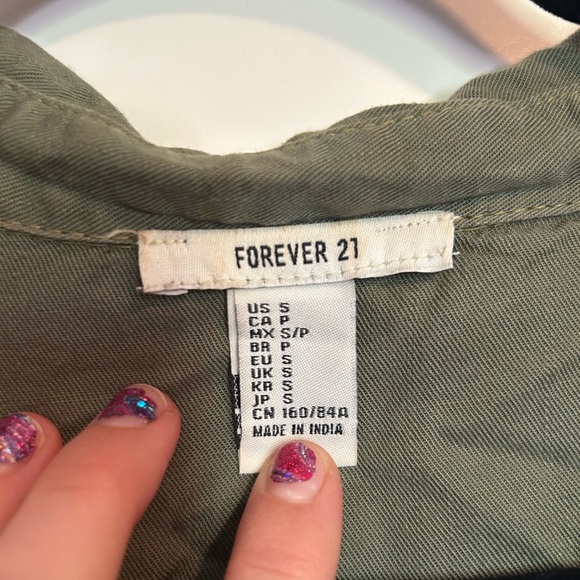 FOREVER 21
US S
CA P
MX S/P
BR P
EU S
UK S
KR S
JP S
CN 160/84A
MADE IN INDIA